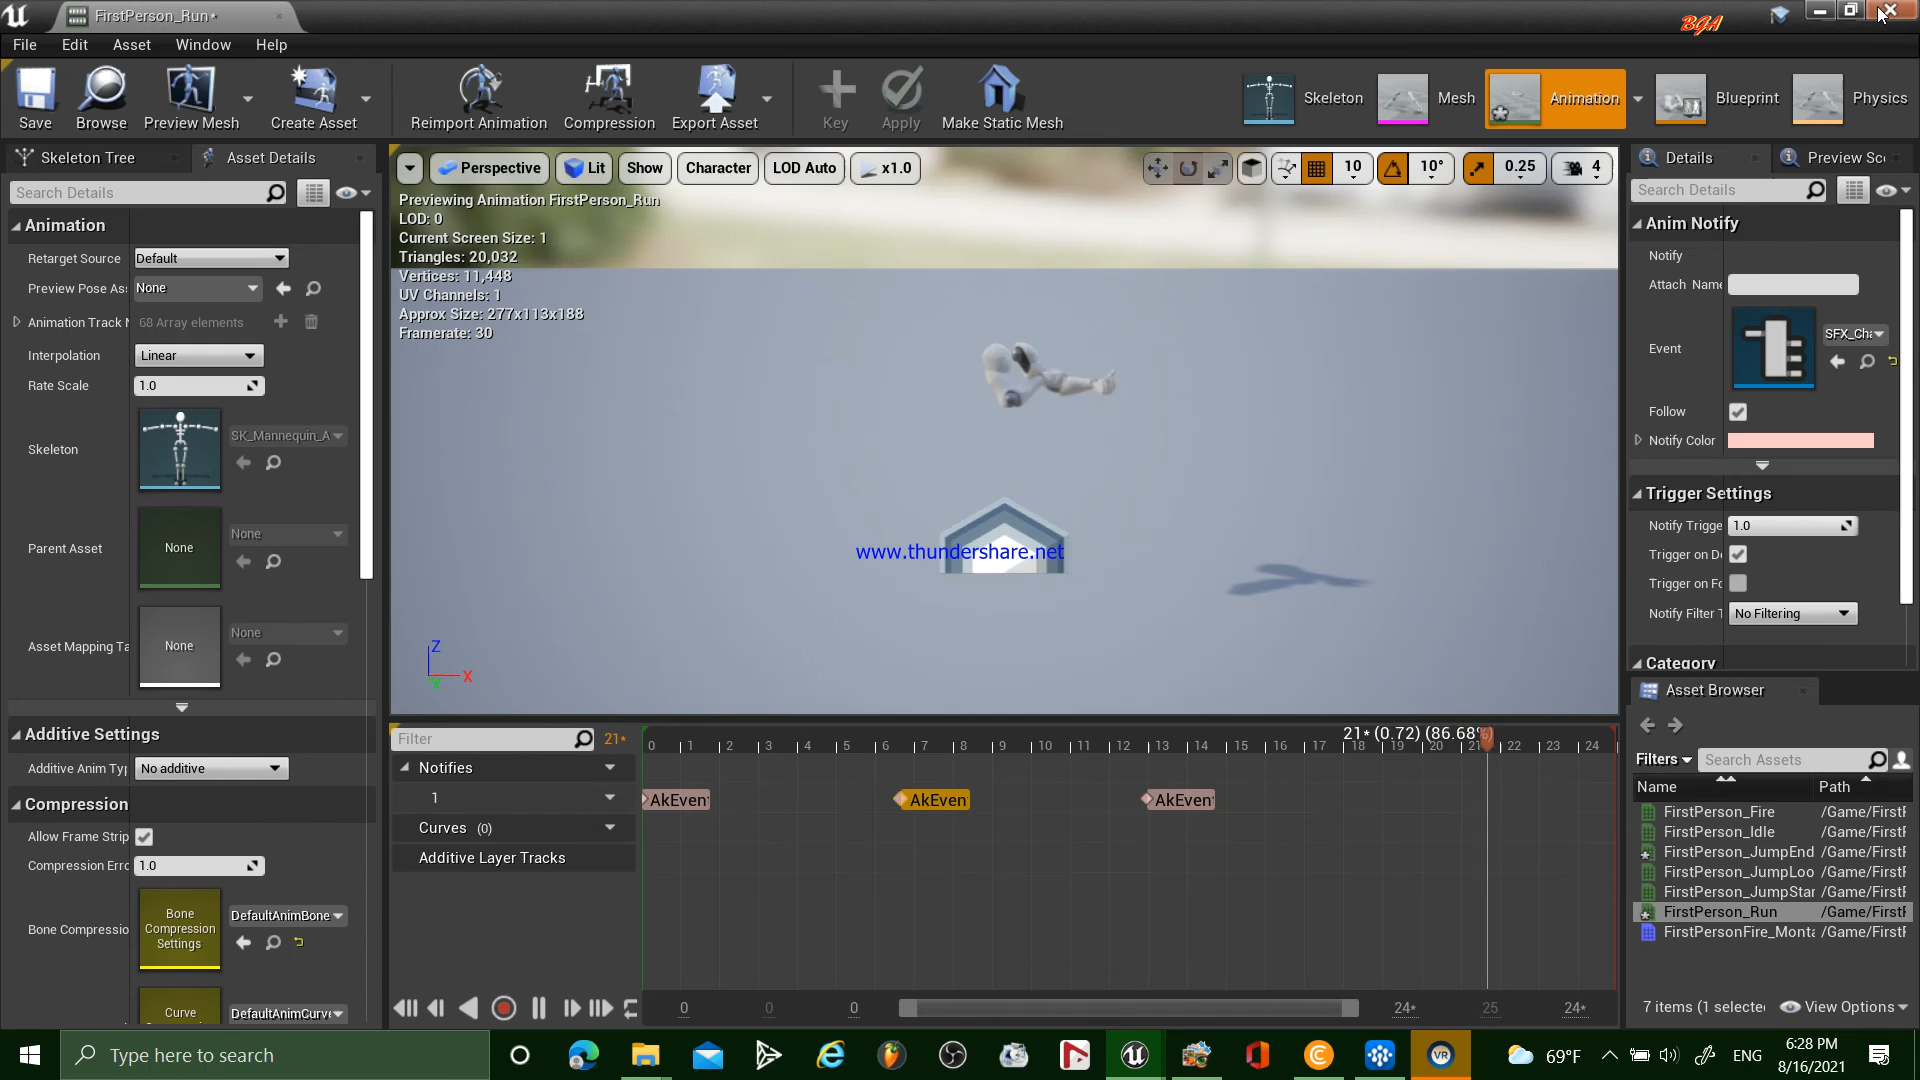 FirstPerson_Run*
BGA
File Edit Asset Window Help
Save Browse Preview Mesh Create Asset Reimport Animation Compression Export Asset Key Apply Make Static Mesh
Skeleton Mesh Animation Blueprint Physics
Skeleton Tree Asset Details
Search Details
Animation
Retarget Source Default
Preview Pose As: None
Animation Track N 68 Array elements
Interpolation Linear
Rate Scale 1.0
Skeleton SK_Mannequin_A
Parent Asset None None
Asset Mapping Ta None None
Additive Settings
Additive Anim Typ No additive
Compression
Allow Frame Strip
Compression Erro 1.0
Bone Compressio
Bone Compression Settings
DefaultAnimBone
Curve
DefaultAnimCurve
Perspective Lit Show Character LOD Auto x1.0
10 10° 0.25 4
Previewing Animation FirstPerson_Run
LOD: 0
Current Screen Size: 1
Triangles: 20,032
Vertices: 11,448
UV Channels: 1
Approx Size: 277x113x188
Framerate: 30
www.thundershare.net
Z
X
Y
Filter 21*
21* (0.72) (86.68%)
0 1 2 3 4 5 6 7 8 9 10 11 12 13 14 15 16 17 18 19 20 21 22 23 24
Notifies
1 AkEven AkEven AkEven
Curves (0)
Additive Layer Tracks
0 0 0 24* 25 24*
Details Preview Sc
Search Details
Anim Notify
Notify
Attach Name
Event SFX_Cha
Follow
Notify Color
Trigger Settings
Notify Trigge 1.0
Trigger on De
Trigger on Fo
Notify Filter T No Filtering
Category
Asset Browser
Filters Search Assets
Name Path
FirstPerson_Fire /Game/FirstF
FirstPerson_Idle /Game/FirstF
FirstPerson_JumpEnd /Game/FirstF
FirstPerson_JumpLoo /Game/FirstF
FirstPerson_JumpStar /Game/FirstF
FirstPerson_Run /Game/FirstF
FirstPersonFire_Monta /Game/FirstF
7 items (1 selected View Options
Type here to search
VR
69°F
ENG
6:28 PM
8/16/2021